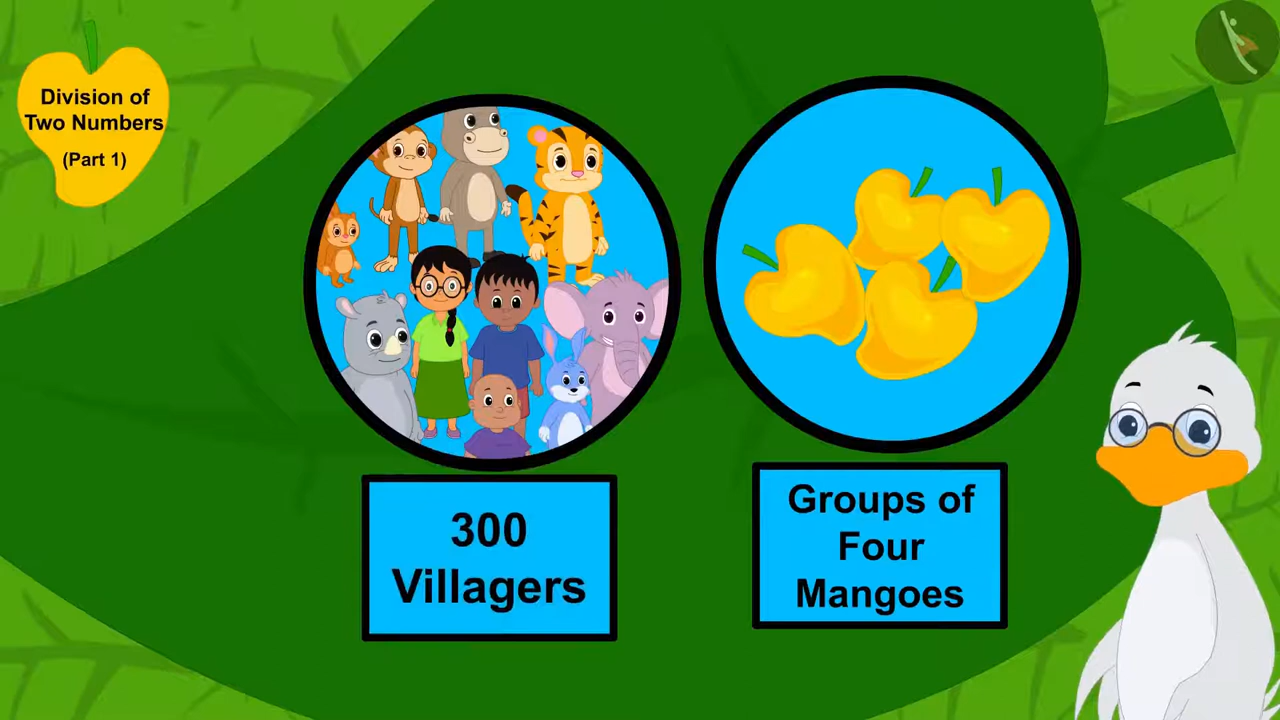 Division of
Two Numbers
(Part 1)
300
Villagers
Groups of
Four
Mangoes